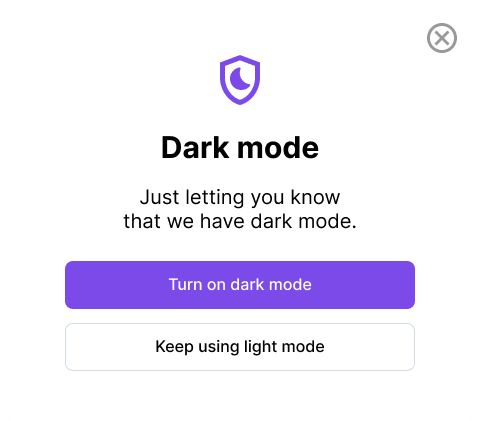 Dark mode
Just letting you know
that we have dark mode.
Turn on dark mode
Keep using light mode